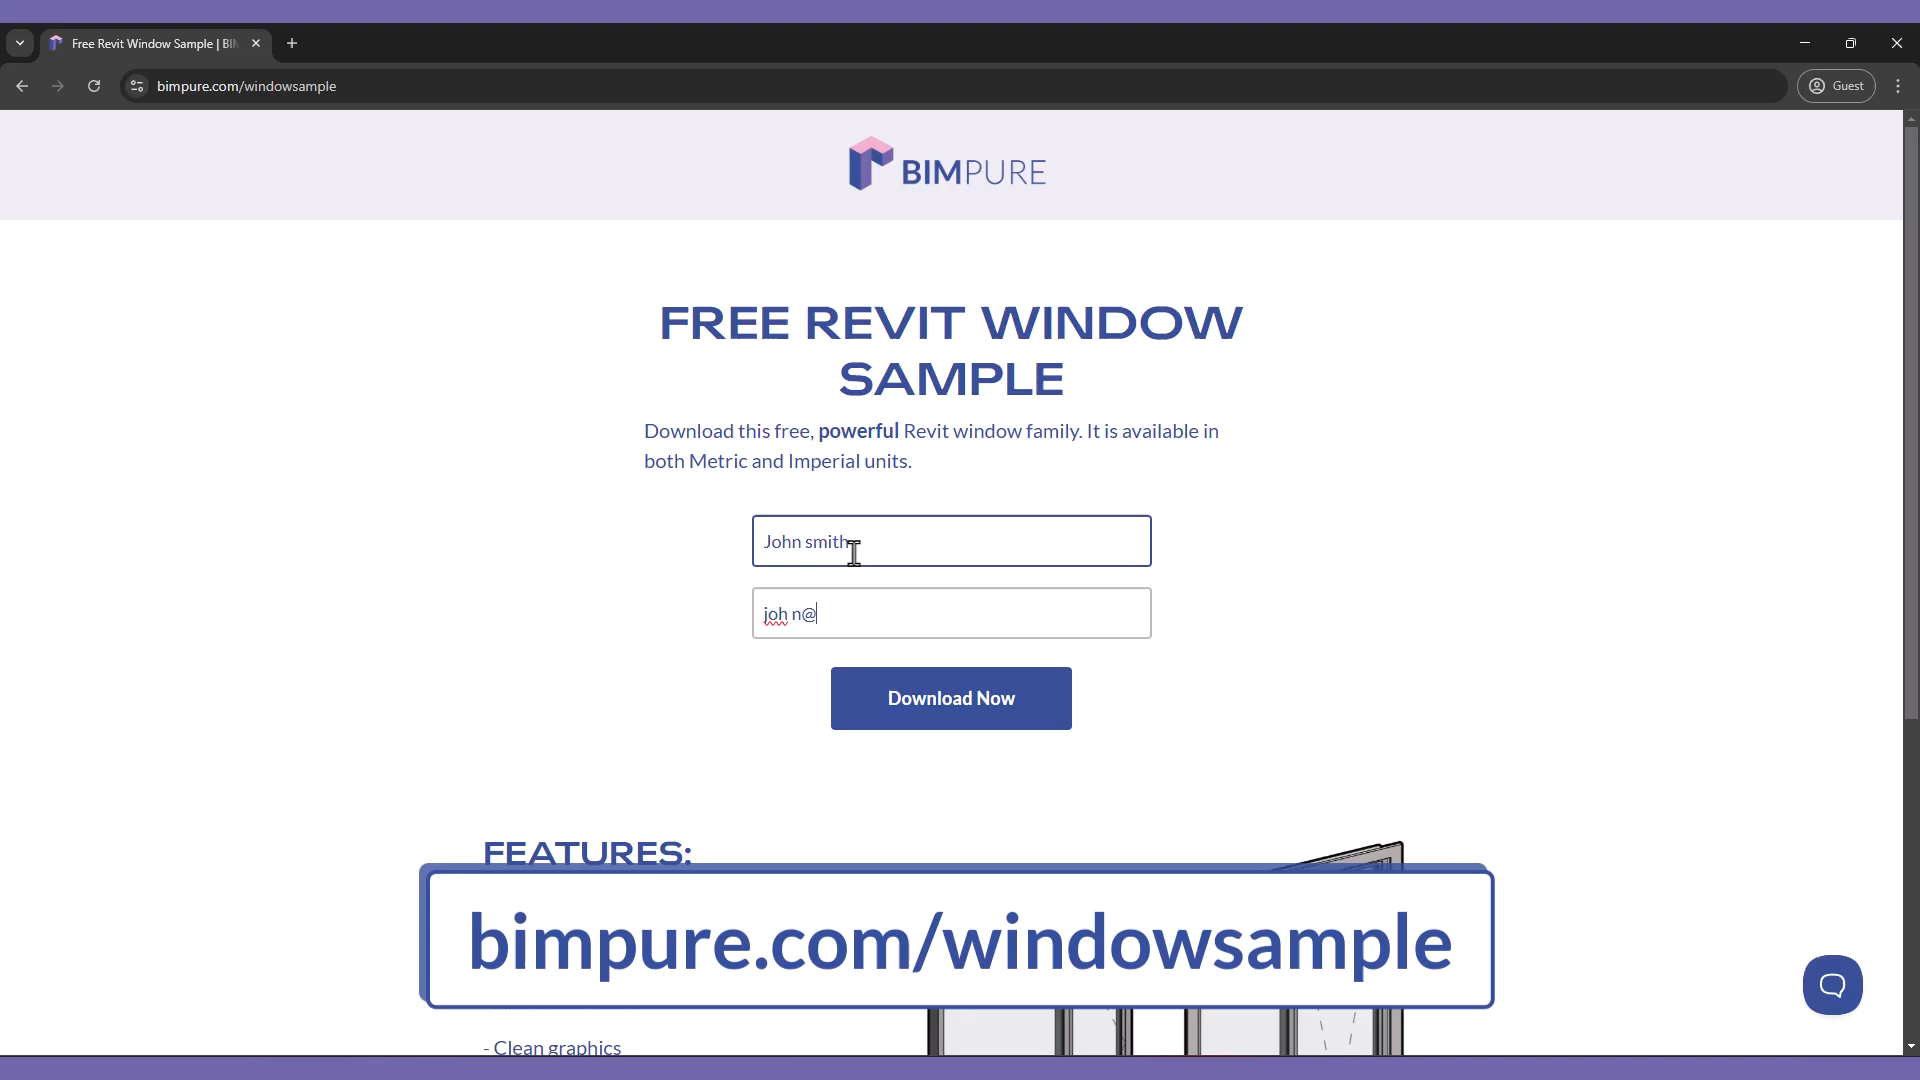 Free Revit Window Sample | BI
bimpure.com/windowsample
Guest
BIMPURE
FREE REVIT WINDOW
SAMPLE
Download this free, powerful Revit window family. It is available in
both Metric and Imperial units.
John smith
joh n@
Download Now
FEATURES:
bimpure.com/windowsample
- Clean graphics